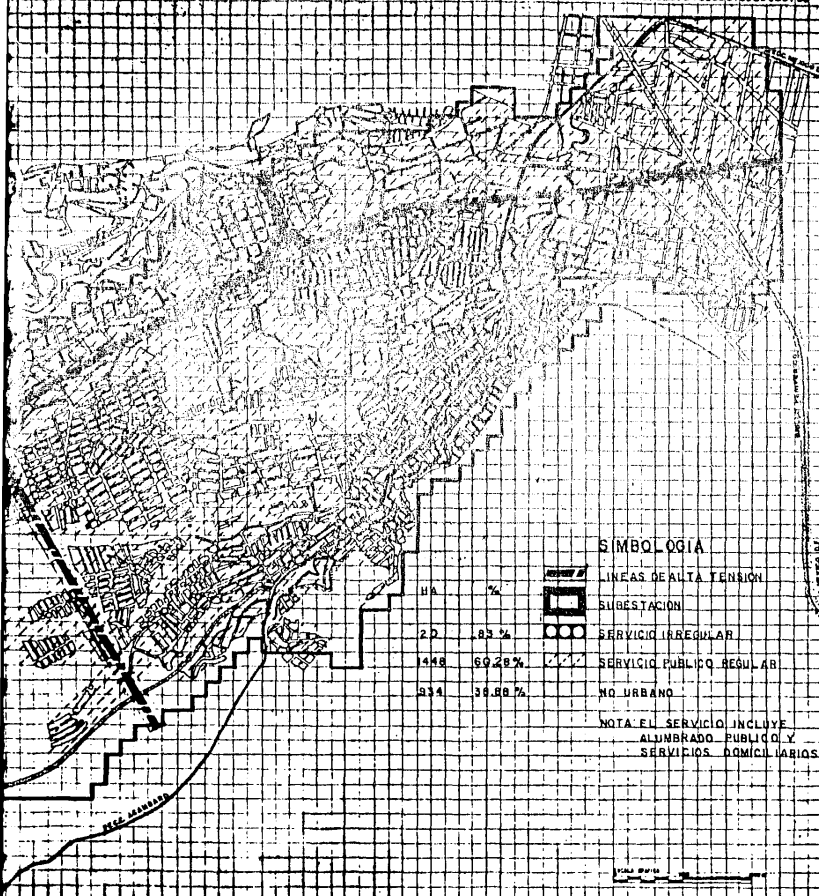 SIMBOLOGIA
HA %
LINEAS DE ALTA TENSION
SUBESTACION
20 .83 % SERVICIO IRREGULAR
1448 60.28 % SERVICIO PUBLICO REGULAR
934 38.88 % NO URBANO
NOTA: EL SERVICIO INCLUYE
ALUMBRADO PUBLICO Y
SERVICIOS DOMICILIARIOS